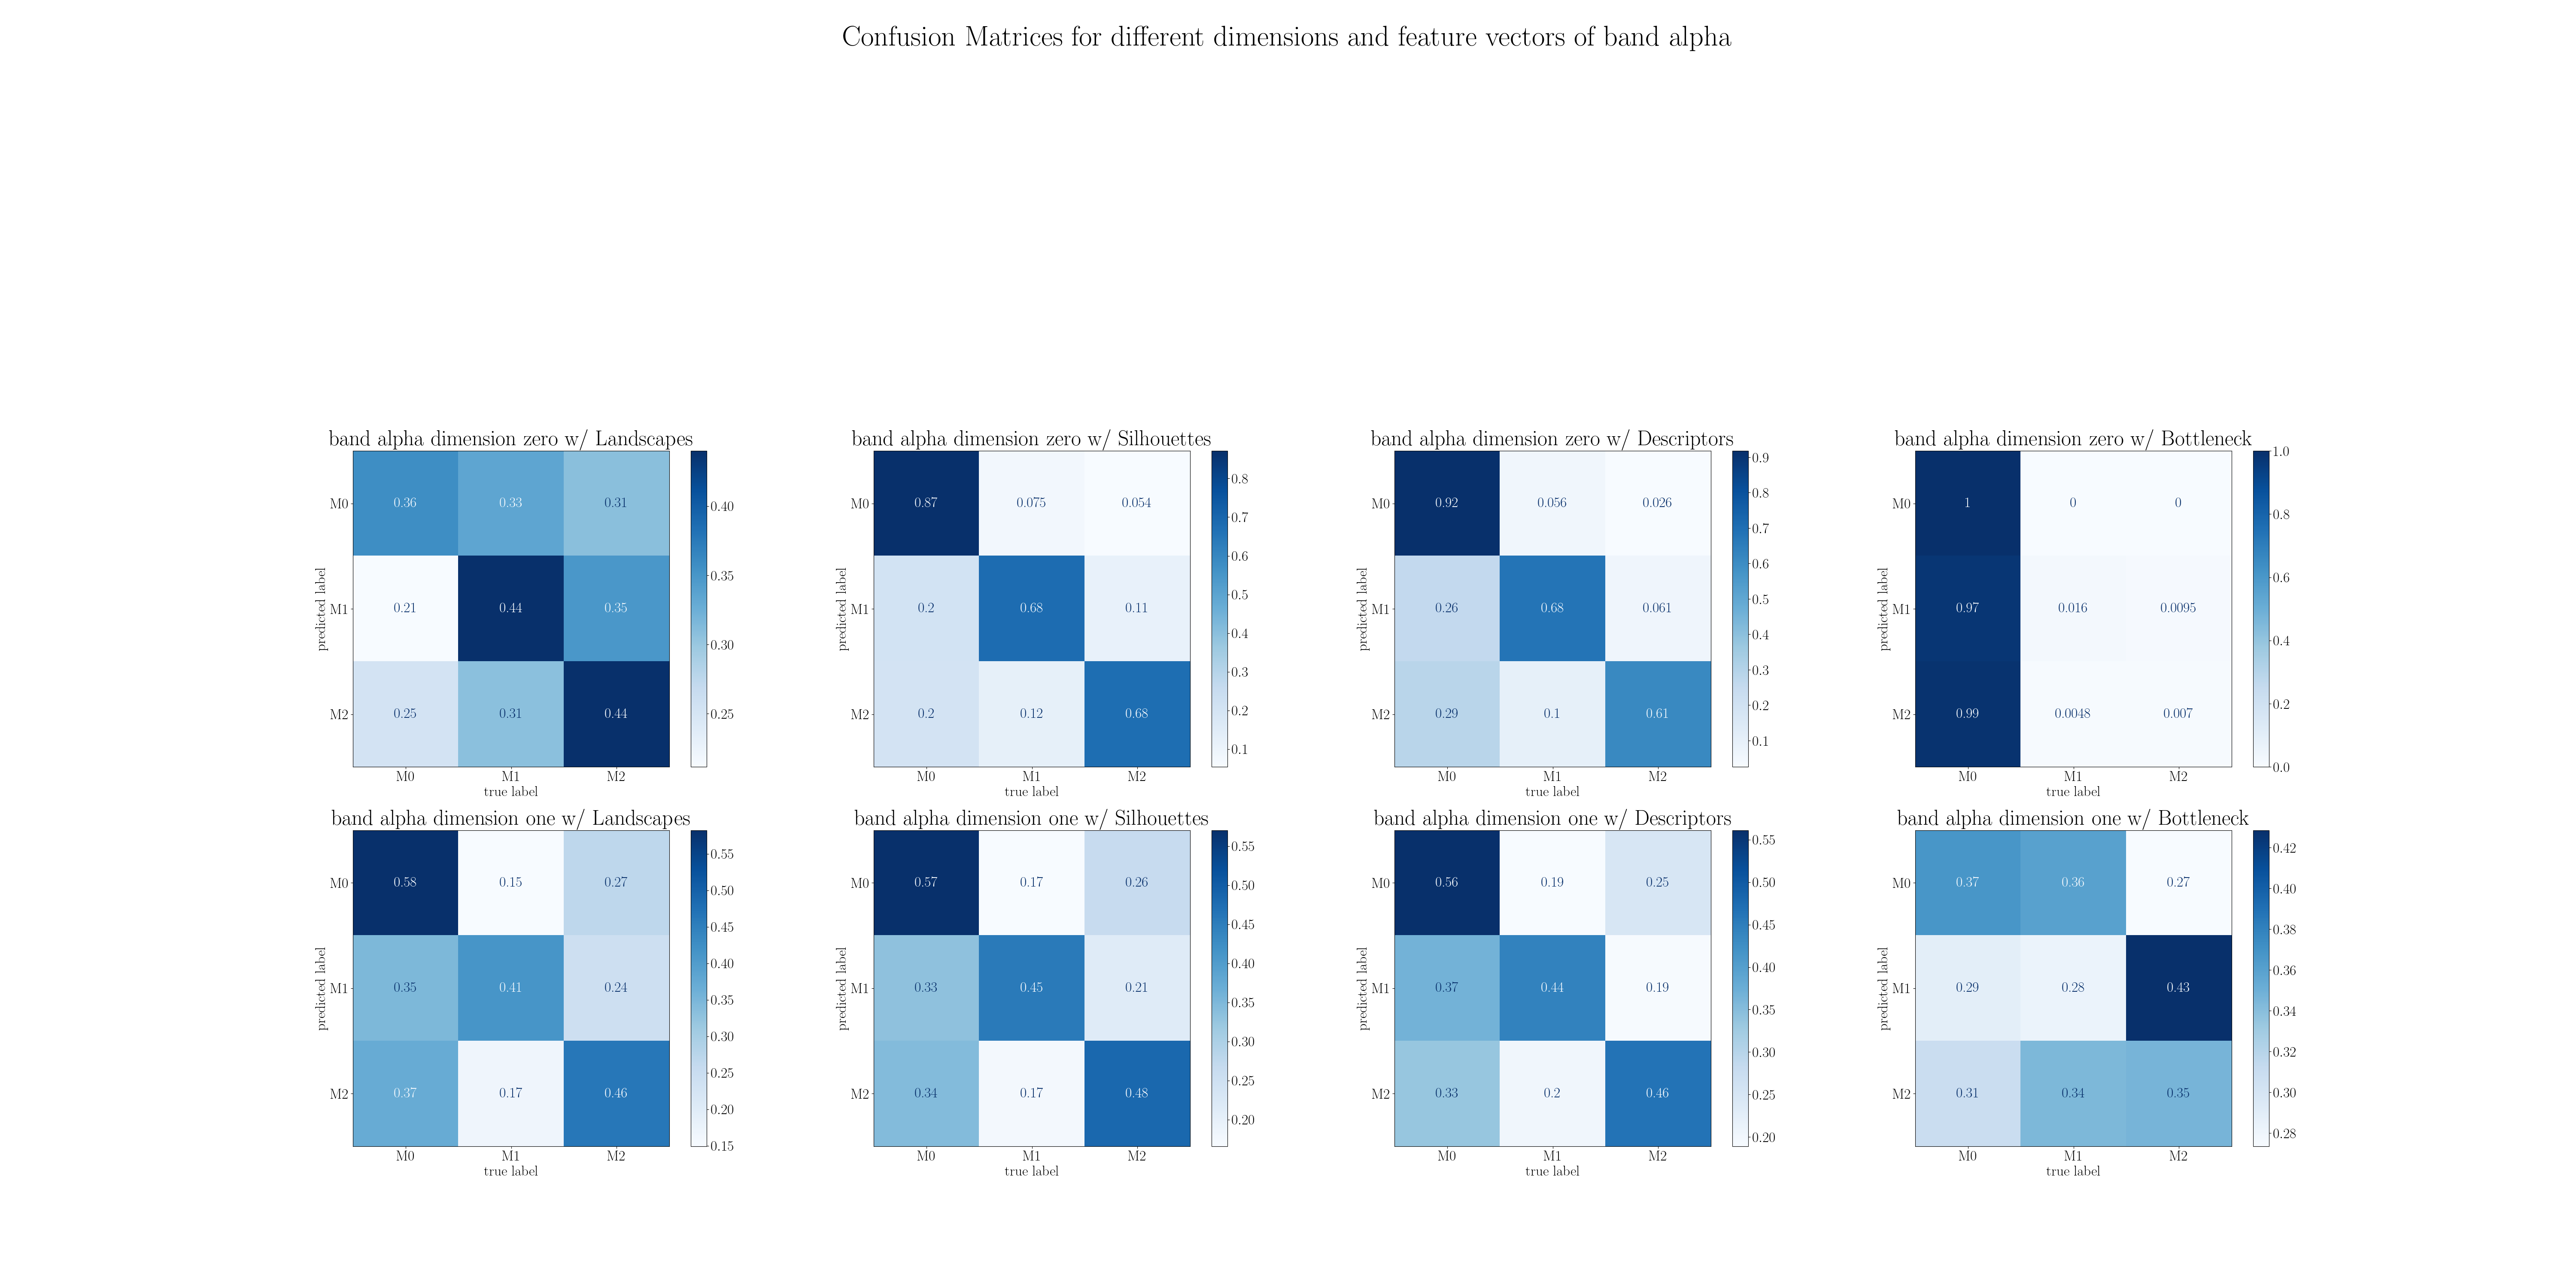 Confusion Matrices for different dimensions and feature vectors of band alpha
band alpha dimension zero w/ Landscapes
M0 0.36 0.33 0.31
M1 0.21 0.44 0.35
M2 0.25 0.31 0.44
M0 M1 M2
true label
predicted label
0.40
0.35
0.30
0.25
band alpha dimension zero w/ Silhouettes
M0 0.87 0.075 0.054
M1 0.2 0.68 0.11
M2 0.2 0.12 0.68
M0 M1 M2
true label
predicted label
0.8
0.7
0.6
0.5
0.4
0.3
0.2
0.1
band alpha dimension zero w/ Descriptors
M0 0.92 0.056 0.026
M1 0.26 0.68 0.061
M2 0.29 0.1 0.61
M0 M1 M2
true label
predicted label
0.9
0.8
0.7
0.6
0.5
0.4
0.3
0.2
0.1
band alpha dimension zero w/ Bottleneck
M0 1 0 0
M1 0.97 0.016 0.0095
M2 0.99 0.0048 0.007
M0 M1 M2
true label
predicted label
1.0
0.8
0.6
0.4
0.2
0.0
band alpha dimension one w/ Landscapes
M0 0.58 0.15 0.27
M1 0.35 0.41 0.24
M2 0.37 0.17 0.46
M0 M1 M2
true label
predicted label
0.55
0.50
0.45
0.40
0.35
0.30
0.25
0.20
0.15
band alpha dimension one w/ Silhouettes
M0 0.57 0.17 0.26
M1 0.33 0.45 0.21
M2 0.34 0.17 0.48
M0 M1 M2
true label
predicted label
0.55
0.50
0.45
0.40
0.35
0.30
0.25
0.20
band alpha dimension one w/ Descriptors
M0 0.56 0.19 0.25
M1 0.37 0.44 0.19
M2 0.33 0.2 0.46
M0 M1 M2
true label
predicted label
0.55
0.50
0.45
0.40
0.35
0.30
0.25
0.20
band alpha dimension one w/ Bottleneck
M0 0.37 0.36 0.27
M1 0.29 0.28 0.43
M2 0.31 0.34 0.35
M0 M1 M2
true label
predicted label
0.42
0.40
0.38
0.36
0.34
0.32
0.30
0.28